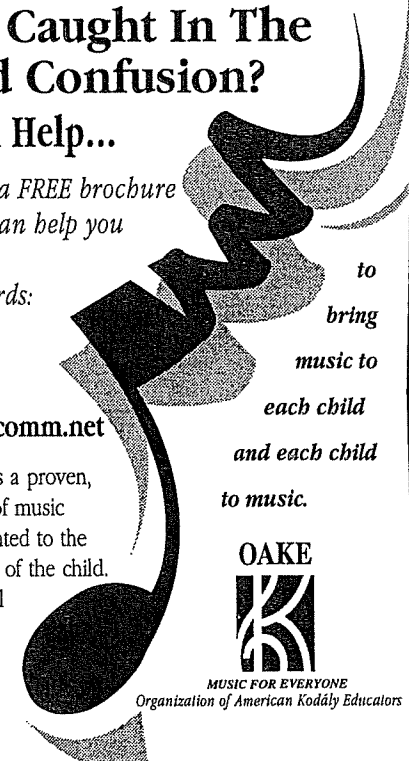 Caught In The
d Confusion?
Help...
a FREE brochure
an help you
rds:
comm.net
s a proven,
of music
nted to the
of the child.
to
bring
music to
each child
and each child
to music.
OAKE
MUSIC FOR EVERYONE
Organization of American Kodály Educators